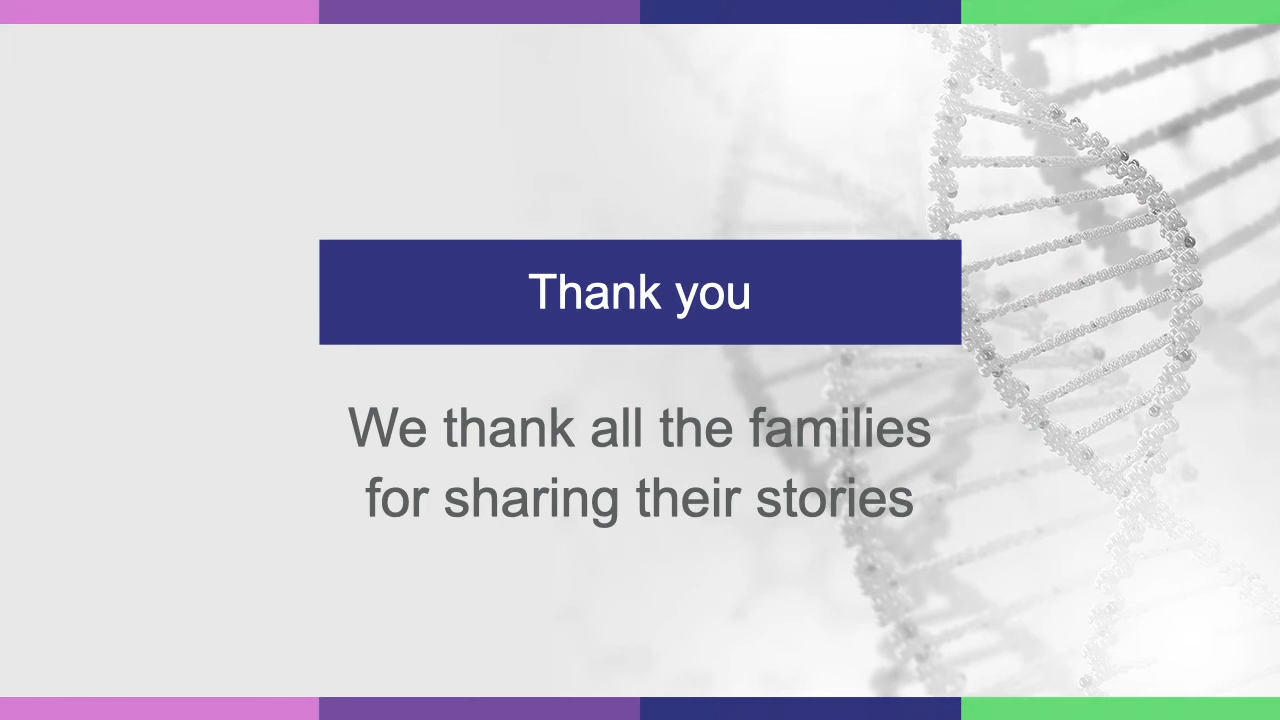 Thank you
We thank all the families
for sharing their stories